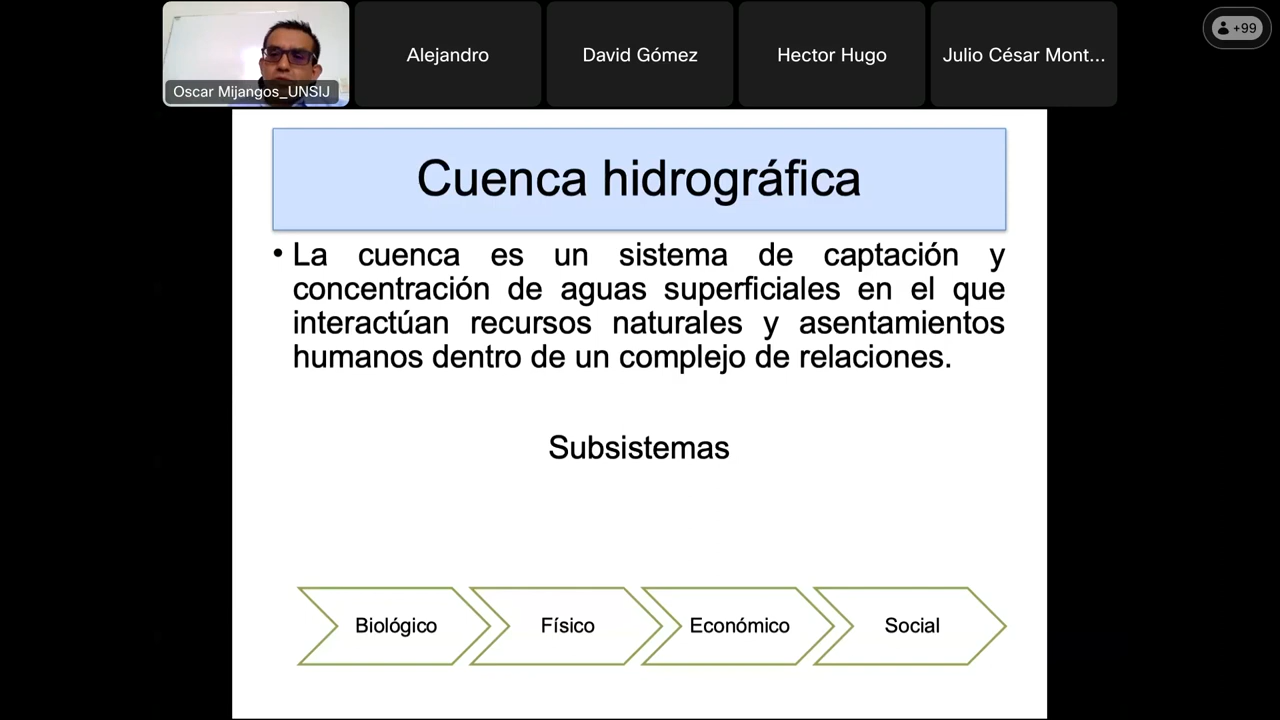 Oscar Mijangos_UNSIJ
Alejandro
David Gómez
Hector Hugo
Julio César Mont...
+99
Cuenca hidrográfica
• La cuenca es un sistema de captación y
concentración de aguas superficiales en el que
interactúan recursos naturales y asentamientos
humanos dentro de un complejo de relaciones.
Subsistemas
Biológico
Físico
Económico
Social